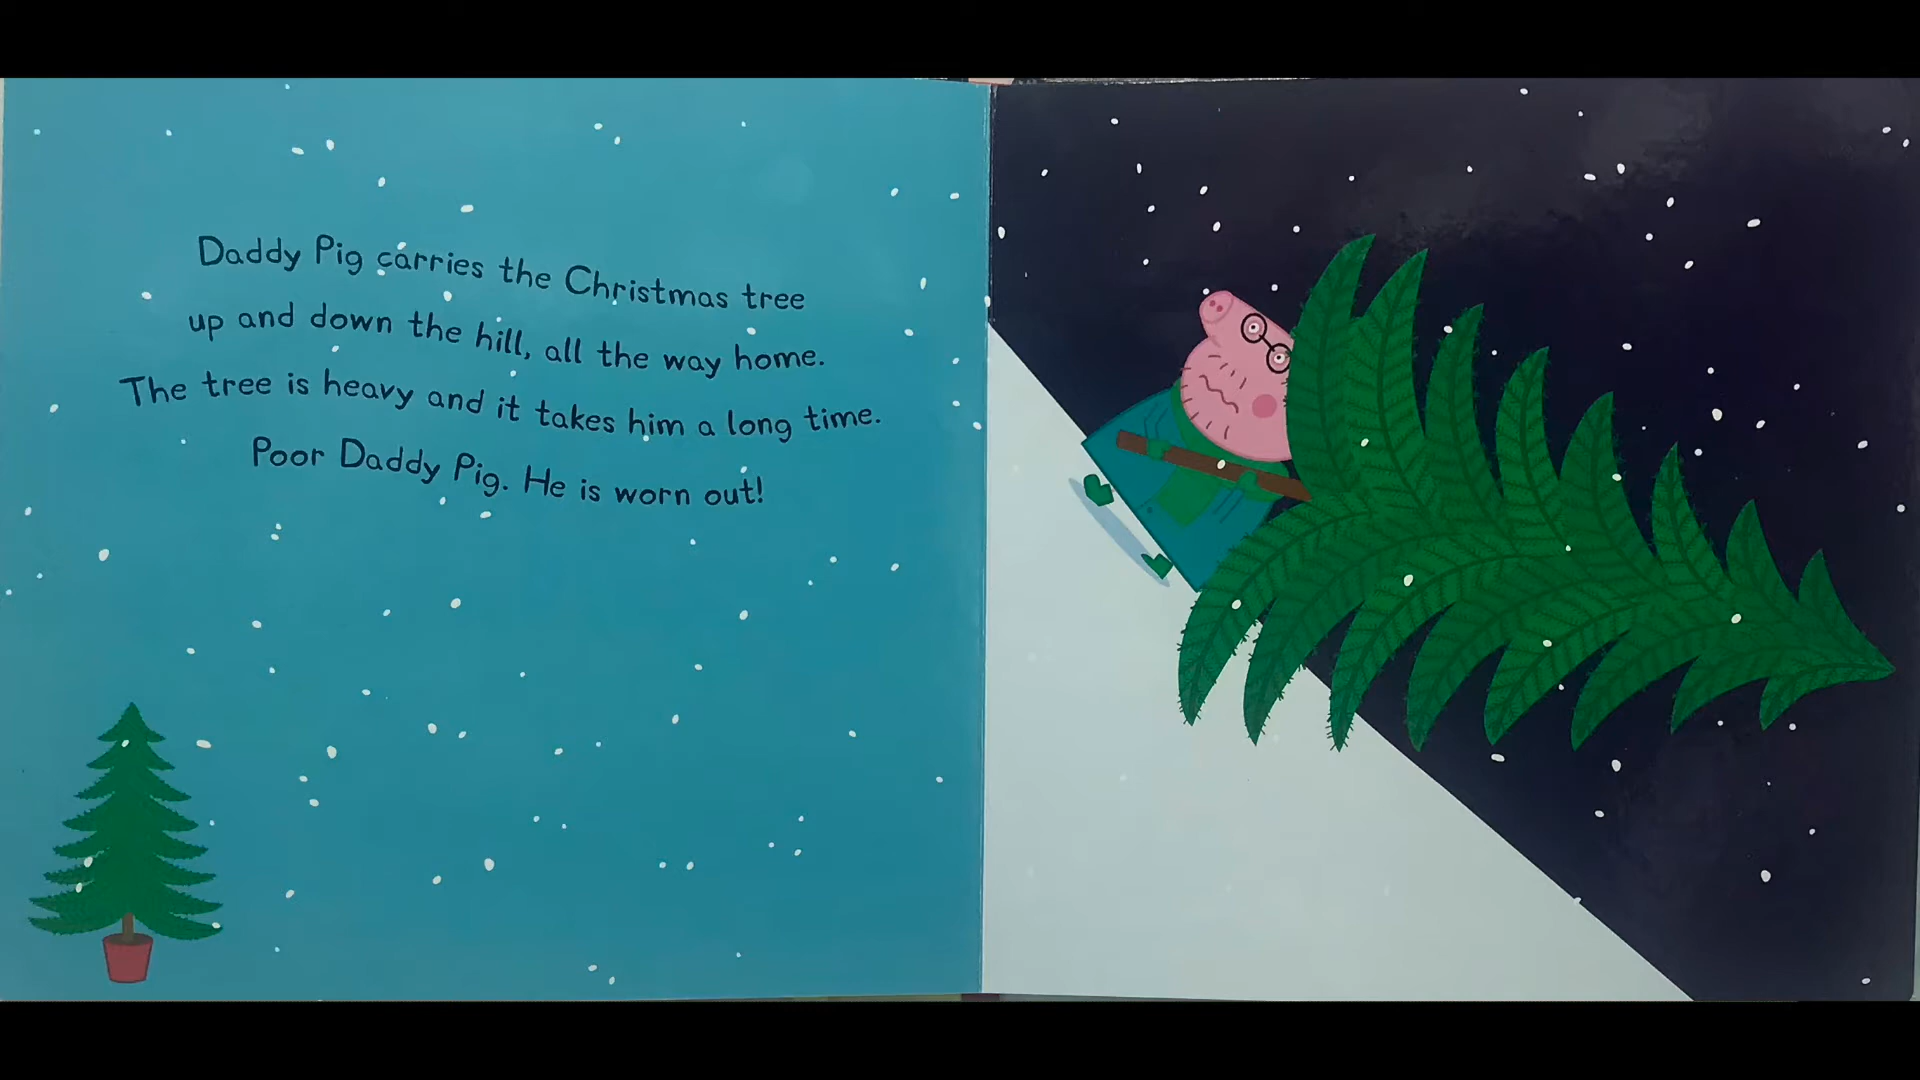 Daddy Pig carries the Christmas tree
up and down the hill, all the way home.
The tree is heavy and it takes him a long time.
Poor Daddy Pig. He is worn out!